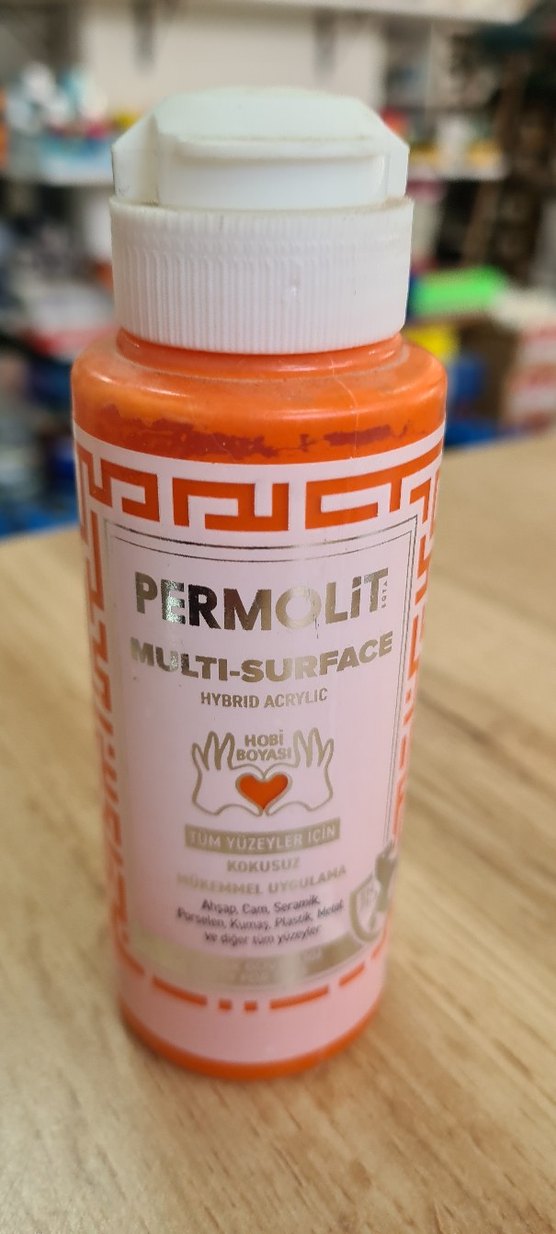 PERMOLiT
BOYA
MULTI-SURFACE
HYBRID ACRYLIC
HOBİ
BOYASI
TÜM YÜZEYLER İÇİN
KOKUSUZ
MÜKEMMEL UYGULAMA
Ahşap, Cam, Seramik,
Porselen, Kumaş, Plastik, Metal
ve diğer tüm yüzeyler